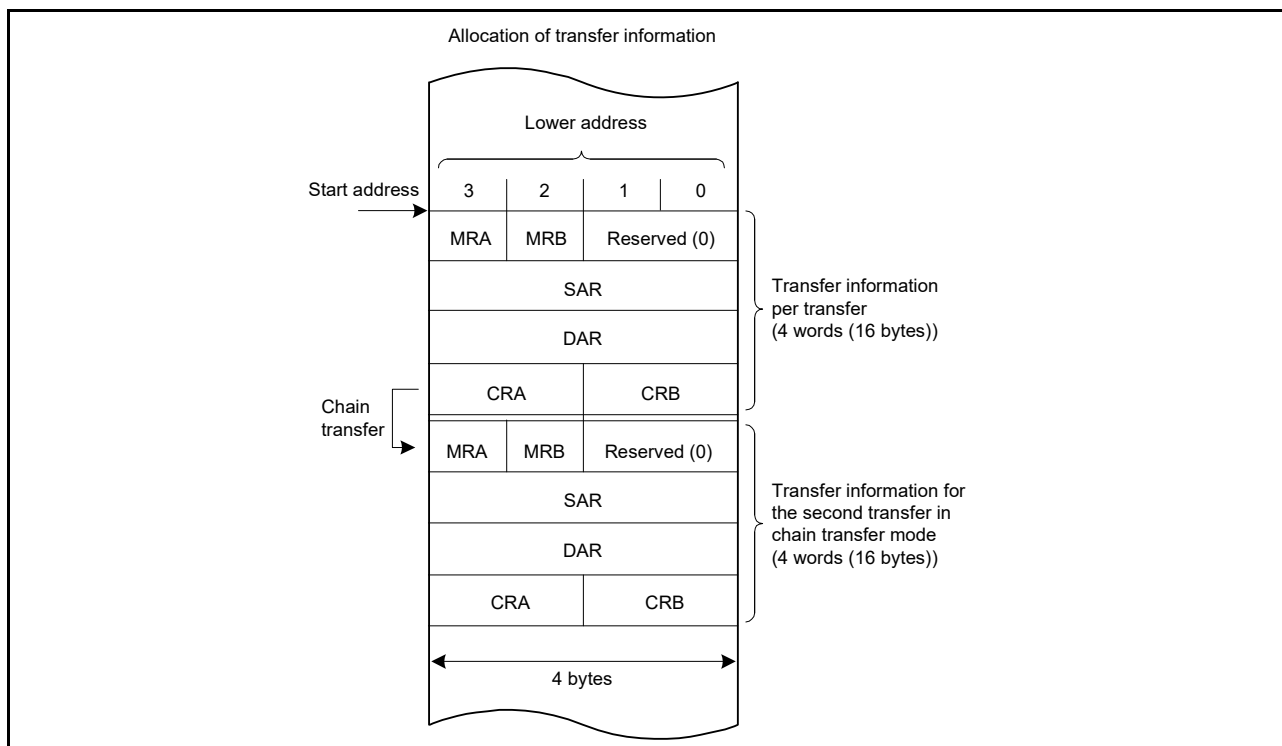 Allocation of transfer information
Lower address
Start address
3 2 1 0
MRA MRB Reserved (0)
SAR
DAR
CRA CRB
Transfer information
per transfer
(4 words (16 bytes))
Chain
transfer
MRA MRB Reserved (0)
SAR
DAR
CRA CRB
Transfer information for
the second transfer in
chain transfer mode
(4 words (16 bytes))
4 bytes